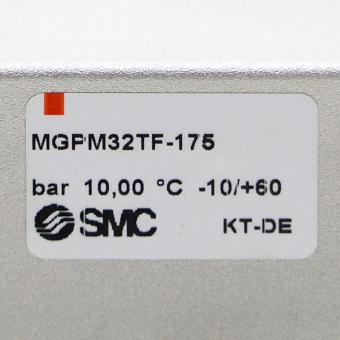 MGPM32TF-175
bar 10,00 °C -10/+60
SMC KT-DE